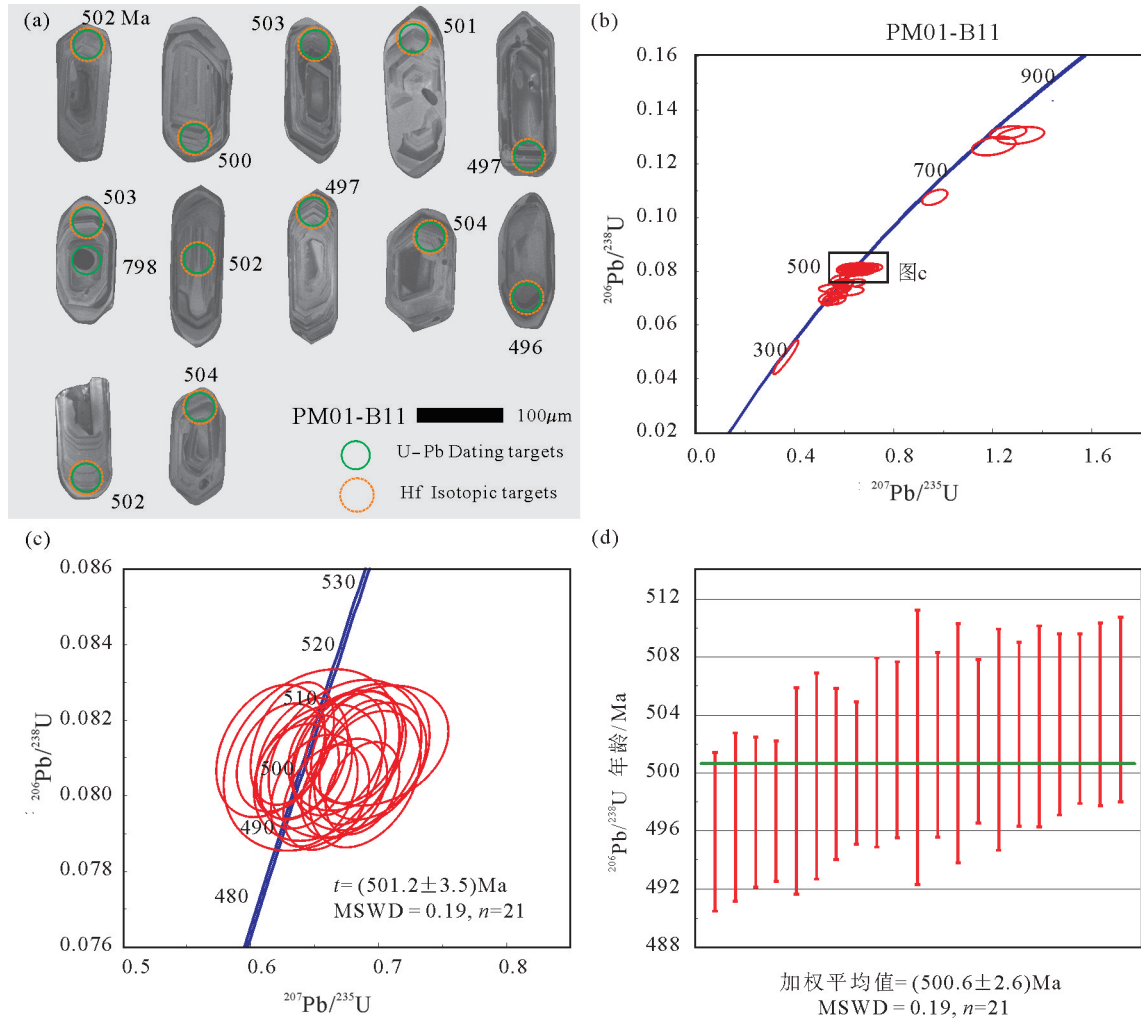 (a)
502 Ma
503
501
500
497
503
497
504
798
502
496
504
502
PM01-B11
100μm
U-Pb Dating targets
Hf Isotopic targets
(b)
PM01-B11
0.16
0.14
0.12
0.10
0.08
0.06
0.04
0.02
900
700
500
300
图c
0.0
0.4
0.8
1.2
1.6
²⁰⁶Pb/²³⁸U
²⁰⁷Pb/²³⁵U
(c)
0.086
0.084
0.082
0.080
0.078
0.076
530
520
510
500
490
480
t= (501.2±3.5)Ma
MSWD = 0.19, n=21
0.5
0.6
0.7
0.8
²⁰⁶Pb/²³⁸U
²⁰⁷Pb/²³⁵U
(d)
512
508
504
500
496
492
488
²⁰⁶Pb/²³⁸U 年龄/Ma
加权平均值= (500.6±2.6)Ma
MSWD = 0.19, n=21